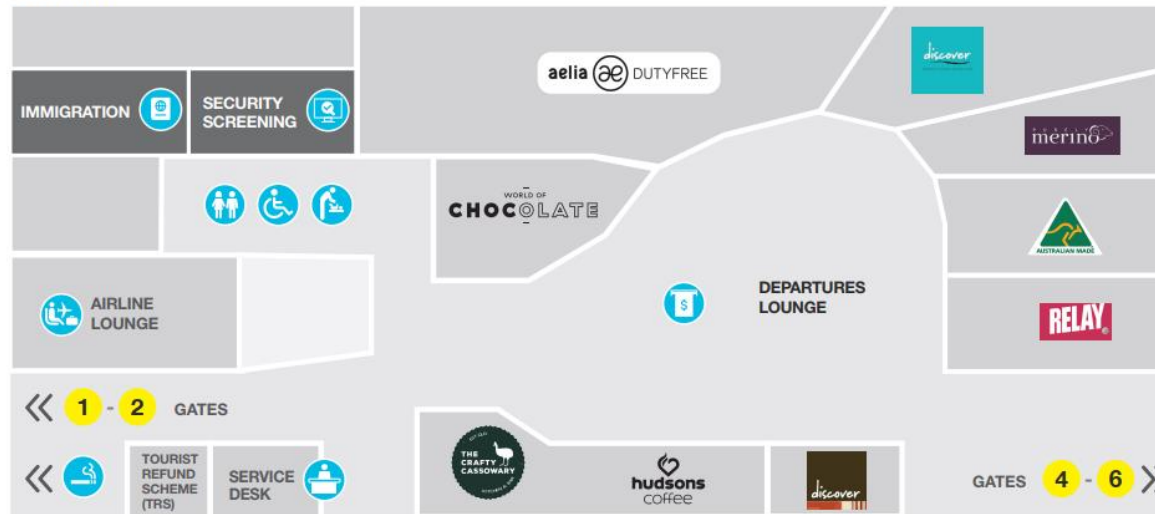 aelia ae DUTYFREE
discover
IMMIGRATION
SECURITY
SCREENING
merino
WORLD OF
CHOCOLATE
AUSTRALIAN MADE
AIRLINE
LOUNGE
$
DEPARTURES
LOUNGE
RELAY
1 - 2 GATES
TOURIST
REFUND
SCHEME
(TRS)
SERVICE
DESK
THE
CRAFTY
CASSOWARY
hudsons
coffee
discover
GATES 4 - 6